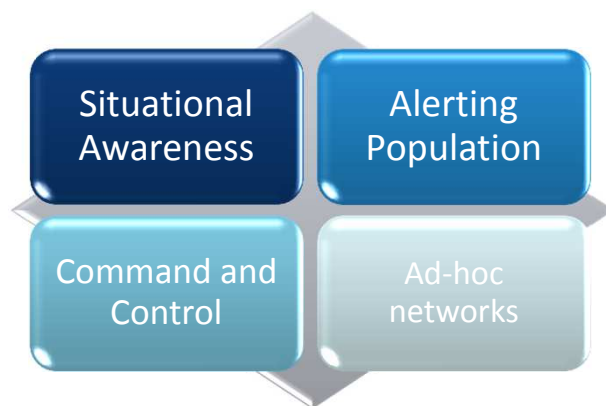 Situational
Awareness
Alerting
Population
Command and
Control
Ad-hoc
networks